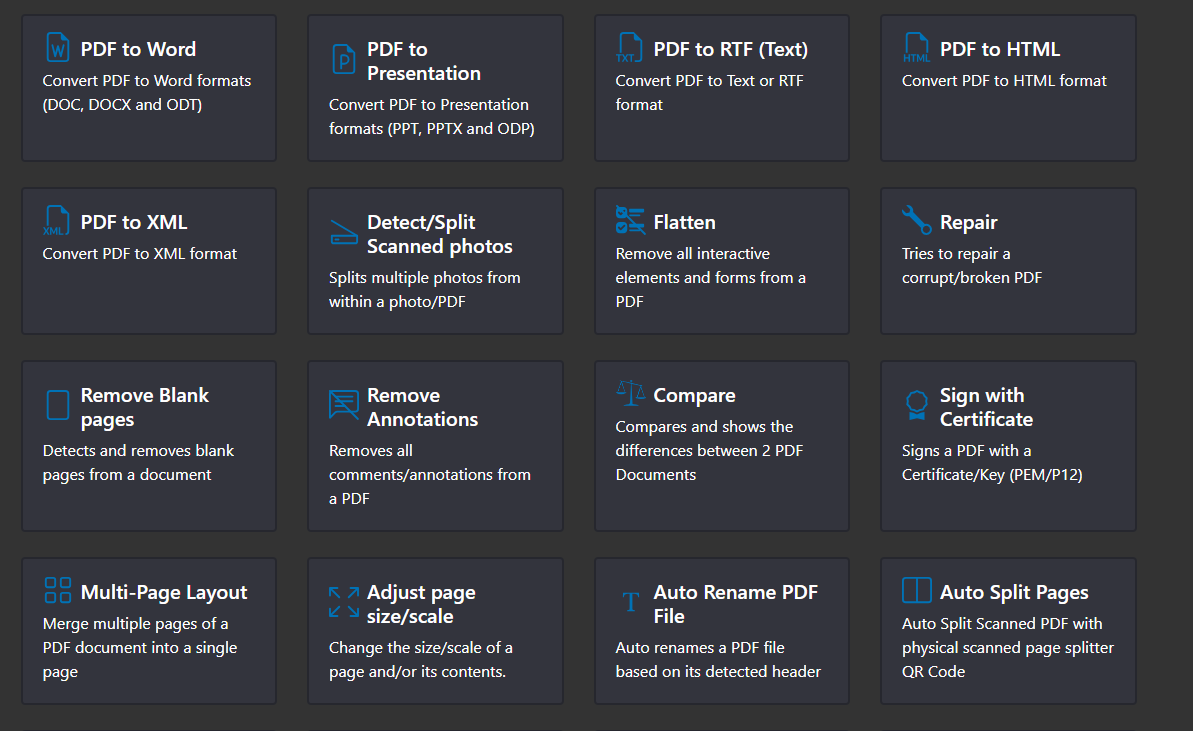 PDF to Word
Convert PDF to Word formats
(DOC, DOCX and ODT)
PDF to
Presentation
Convert PDF to Presentation
formats (PPT, PPTX and ODP)
TXT
PDF to RTF (Text)
Convert PDF to Text or RTF
format
HTML
PDF to HTML
Convert PDF to HTML format
XML
PDF to XML
Convert PDF to XML format
Detect/Split
Scanned photos
Splits multiple photos from
within a photo/PDF
Flatten
Remove all interactive
elements and forms from a
PDF
Repair
Tries to repair a
corrupt/broken PDF
Remove Blank
pages
Detects and removes blank
pages from a document
Remove
Annotations
Removes all
comments/annotations from
a PDF
Compare
Compares and shows the
differences between 2 PDF
Documents
Sign with
Certificate
Signs a PDF with a
Certificate/Key (PEM/P12)
Multi-Page Layout
Merge multiple pages of a
PDF document into a single
page
Adjust page
size/scale
Change the size/scale of a
page and/or its contents.
T
Auto Rename PDF
File
Auto renames a PDF file
based on its detected header
Auto Split Pages
Auto Split Scanned PDF with
physical scanned page splitter
QR Code